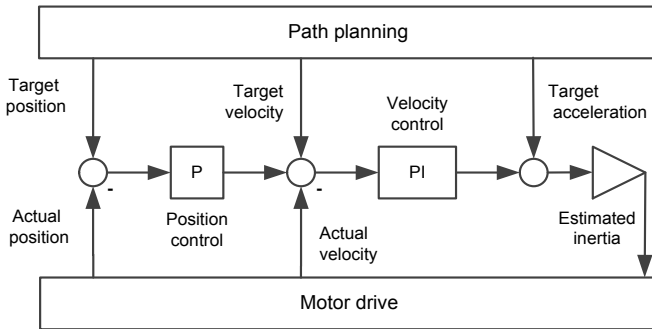 Path planning
Target
position
Target
velocity
Velocity
control
Target
acceleration
P
PI
-
-
Actual
position
Position
control
Actual
velocity
Estimated
inertia
Motor drive